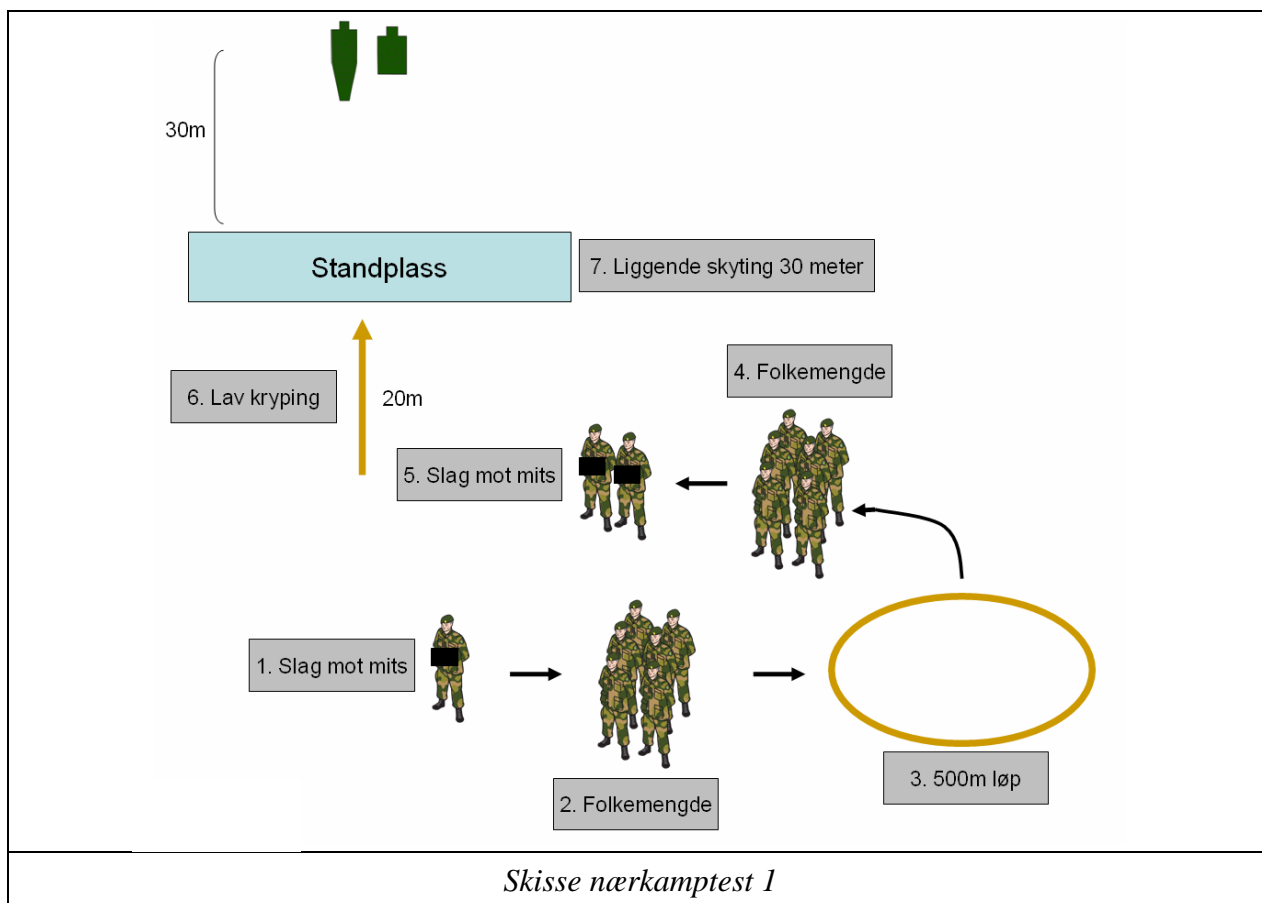 30m
Standplass
7. Liggende skyting 30 meter
4. Folkemengde
6. Lav kryping
20m
5. Slag mot mits
1. Slag mot mits
3. 500m løp
2. Folkemengde
Skisse nærkamptest 1